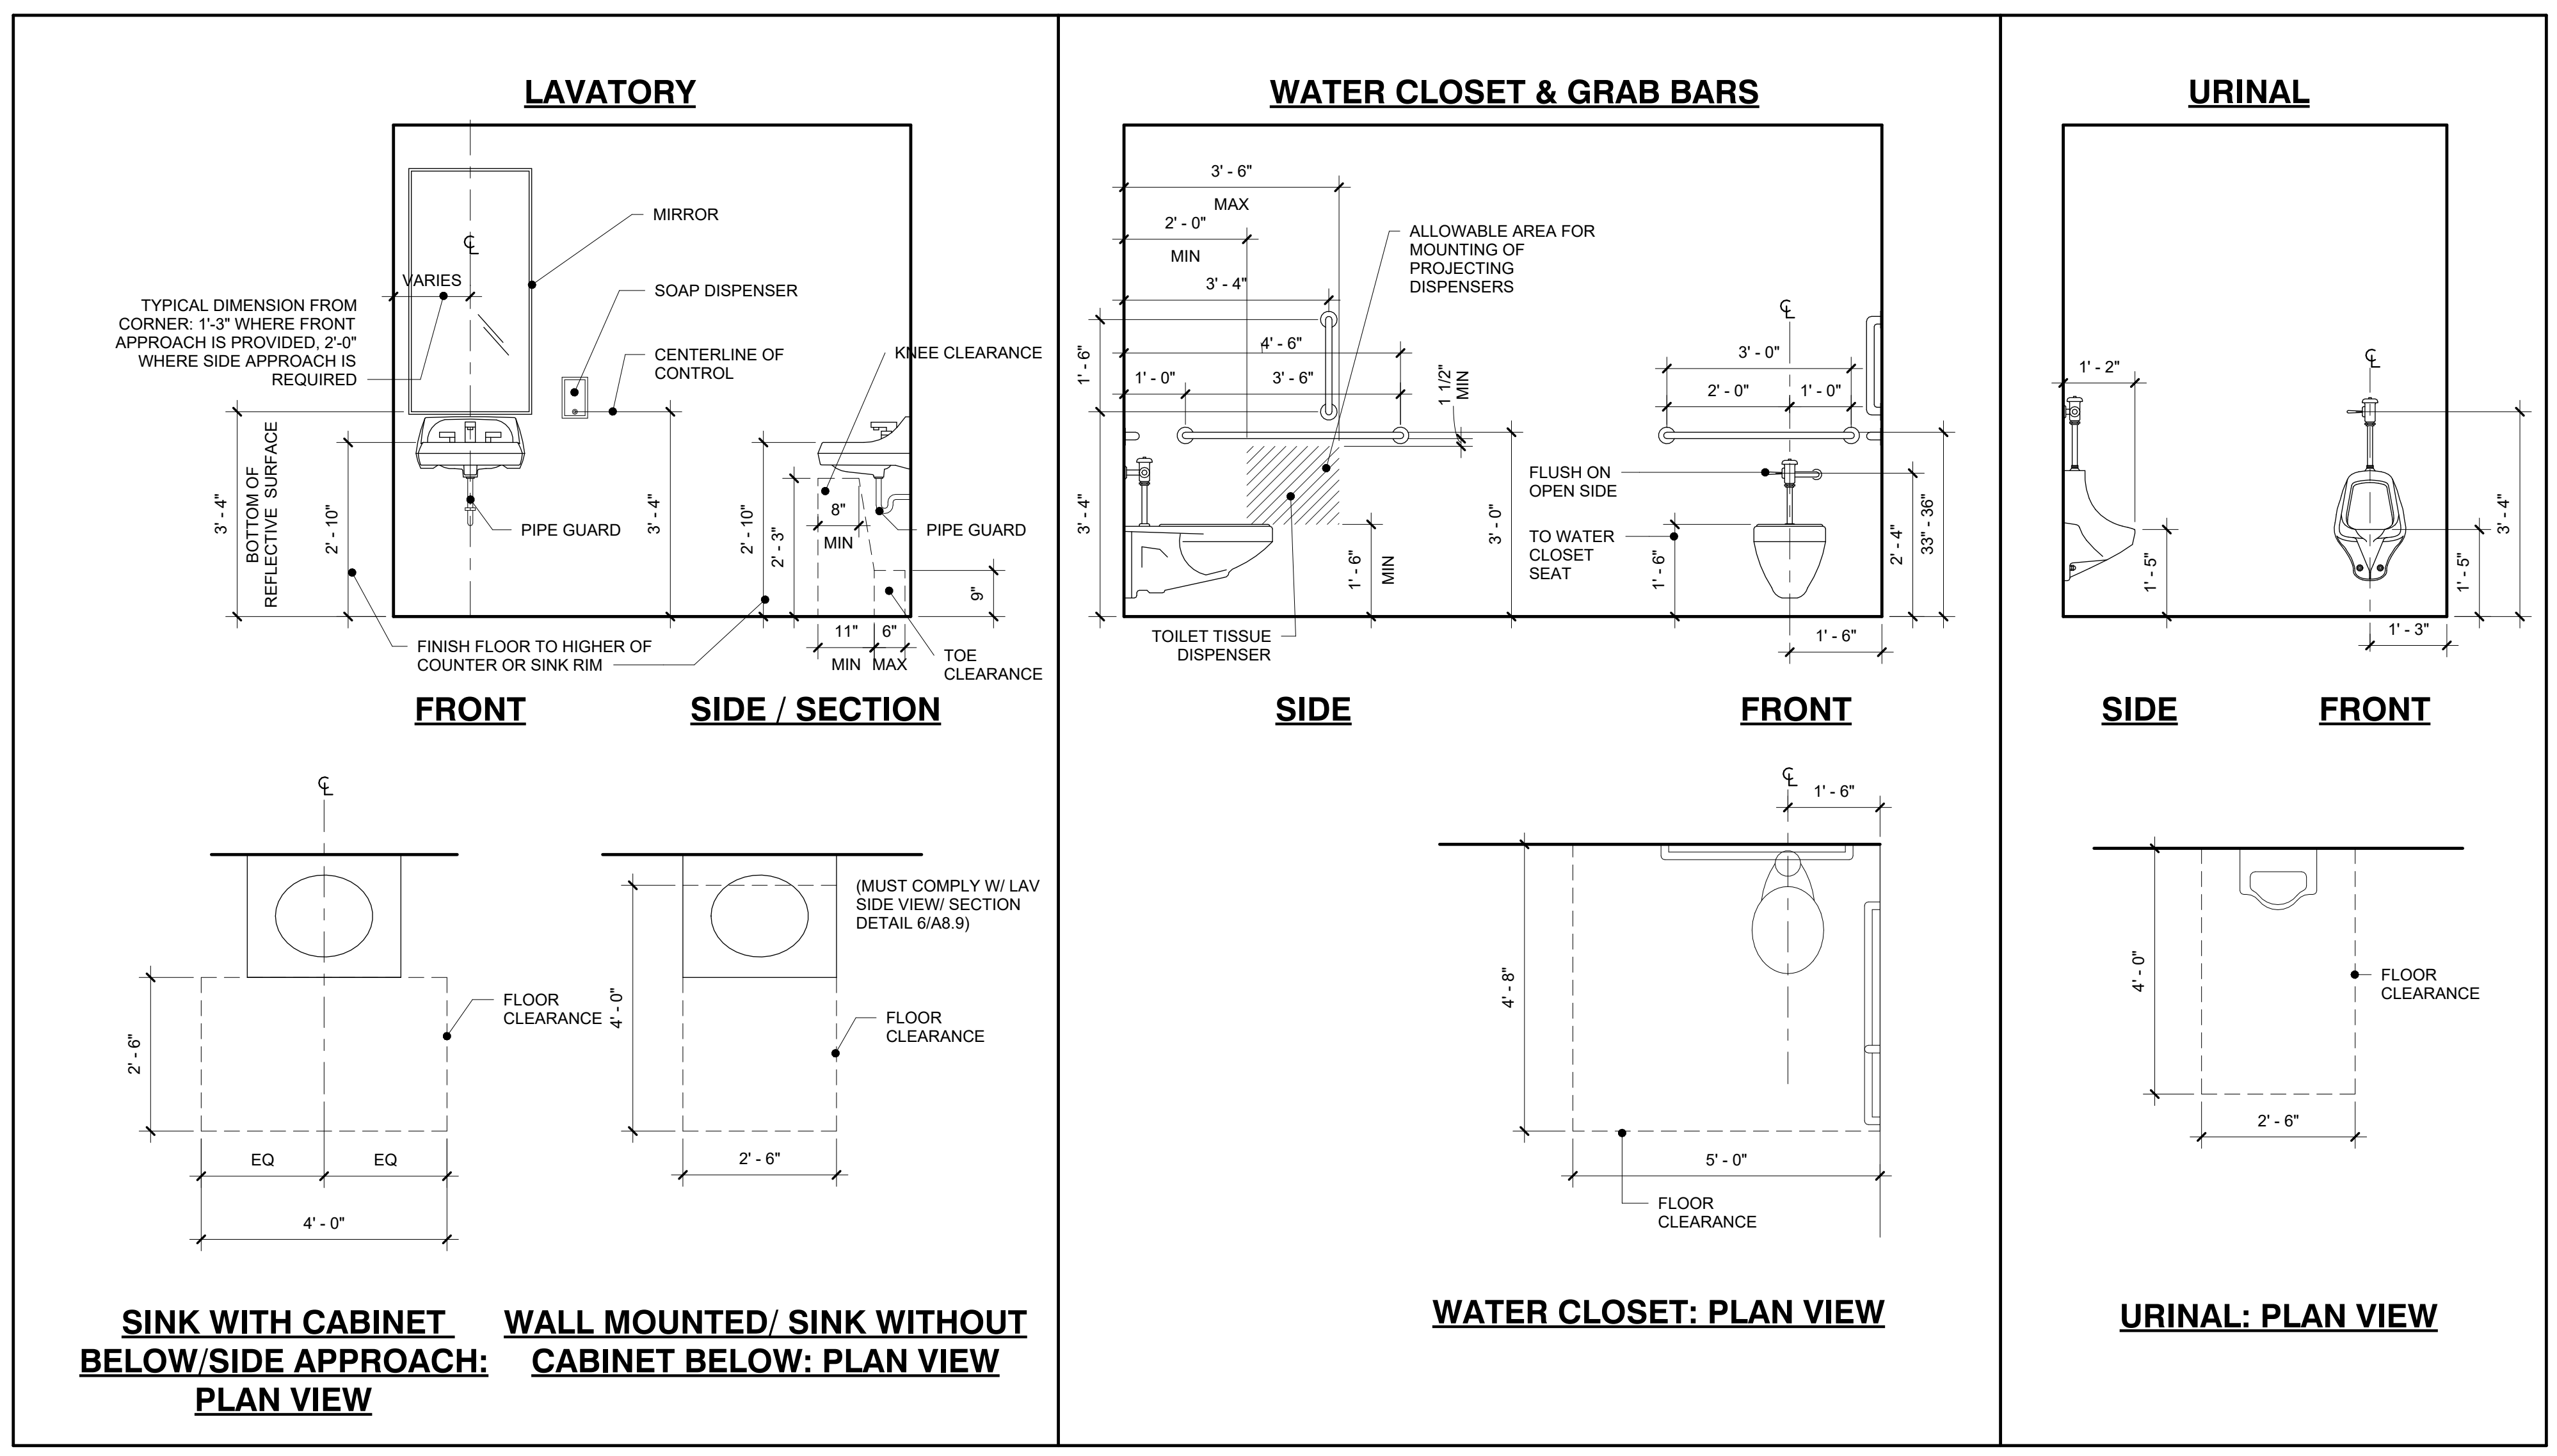 LAVATORY
MIRROR
℄
VARIES
TYPICAL DIMENSION FROM
CORNER: 1'-3" WHERE FRONT
APPROACH IS PROVIDED, 2'-0"
WHERE SIDE APPROACH IS
REQUIRED
SOAP DISPENSER
CENTERLINE OF
CONTROL
KNEE CLEARANCE
3' - 4"
BOTTOM OF
REFLECTIVE SURFACE
2' - 10"
PIPE GUARD
3' - 4"
2' - 10"
2' - 3"
8"
MIN
PIPE GUARD
9"
11"
MIN
6"
MAX
TOE
CLEARANCE
FINISH FLOOR TO HIGHER OF
COUNTER OR SINK RIM
FRONT
SIDE / SECTION
℄
2' - 6"
FLOOR
CLEARANCE
EQ
EQ
4' - 0"
SINK WITH CABINET
BELOW/SIDE APPROACH:
PLAN VIEW
(MUST COMPLY W/ LAV
SIDE VIEW/ SECTION
DETAIL 6/A8.9)
4' - 0"
FLOOR
CLEARANCE
2' - 6"
WALL MOUNTED/ SINK WITHOUT
CABINET BELOW: PLAN VIEW
WATER CLOSET & GRAB BARS
3' - 6"
MAX
2' - 0"
MIN
3' - 4"
4' - 6"
1' - 0"
3' - 6"
1' - 6"
3' - 4"
1 1/2"
MIN
ALLOWABLE AREA FOR
MOUNTING OF
PROJECTING
DISPENSERS
1' - 6"
MIN
3' - 0"
TOILET TISSUE
DISPENSER
℄
3' - 0"
2' - 0"
1' - 0"
FLUSH ON
OPEN SIDE
TO WATER
CLOSET
SEAT
1' - 6"
2' - 4"
33" - 36"
1' - 6"
SIDE
FRONT
℄
1' - 6"
4' - 8"
5' - 0"
FLOOR
CLEARANCE
WATER CLOSET: PLAN VIEW
URINAL
1' - 2"
℄
1' - 5"
1' - 5"
3' - 4"
1' - 3"
SIDE
FRONT
4' - 0"
FLOOR
CLEARANCE
2' - 6"
URINAL: PLAN VIEW